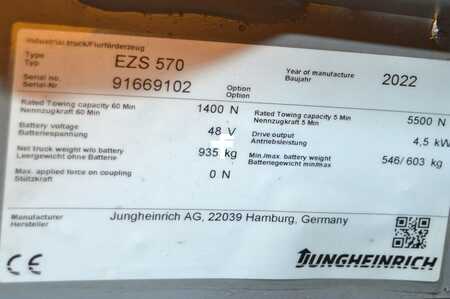 Industrial truck/Flurförderzeug
Type
Typ
EZS 570
Serial no.
Serial-Nr.
91669102
Option
Option
Year of manufacture
Baujahr
2022
Rated Towing capacity 60 Min
Nennzugkraft 60 Min
1400 N
Rated Towing capacity 5 Min
Nennzugkraft 5 Min
5500 N
Battery voltage
Batteriespannung
48 V
Drive output
Antriebsleistung
4,5 kW
Net truck weight w/o battery
Leergewicht ohne Batterie
935 kg
Min./max. battery weight
Batteriegewicht min/max
546/ 603 kg
Max. applied force on coupling
Stützkraft
0 N
Manufacturer
Hersteller
Jungheinrich AG, 22039 Hamburg, Germany
CE
JUNGHEINRICH